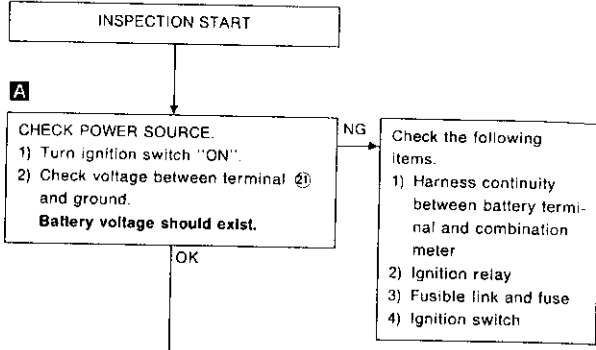 INSPECTION START
A
CHECK POWER SOURCE.
1) Turn ignition switch "ON".
2) Check voltage between terminal ㉑
and ground.
Battery voltage should exist.
NG
OK
Check the following
items.
1) Harness continuity
between battery termi-
nal and combination
meter
2) Ignition relay
3) Fusible link and fuse
4) Ignition switch